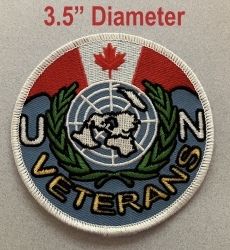 3.5” Diameter
U N
VETERANS